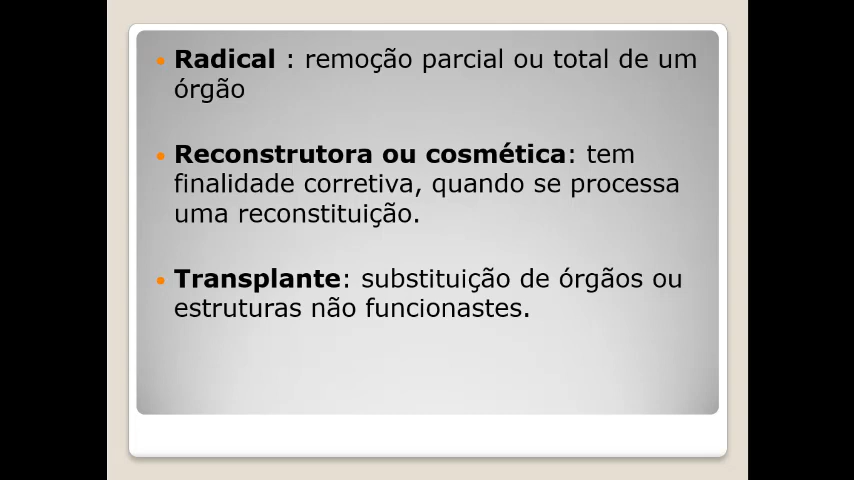 • Radical : remoção parcial ou total de um
órgão
• Reconstrutora ou cosmética: tem
finalidade corretiva, quando se processa
uma reconstituição.
• Transplante: substituição de órgãos ou
estruturas não funcionastes.